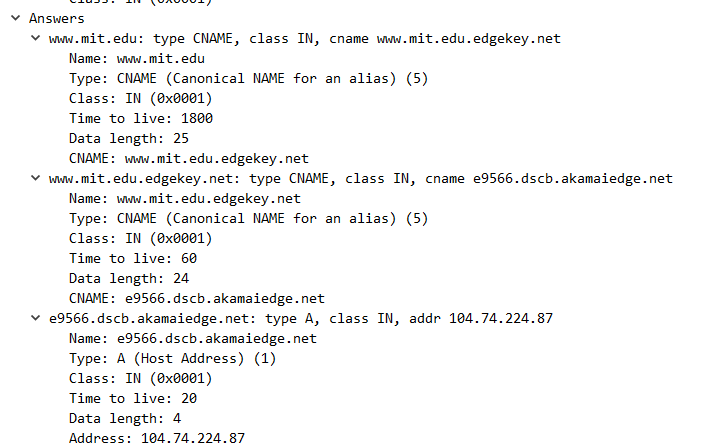 Class: IN (0x0001)
Answers
www.mit.edu: type CNAME, class IN, cname www.mit.edu.edgekey.net
Name: www.mit.edu
Type: CNAME (Canonical NAME for an alias) (5)
Class: IN (0x0001)
Time to live: 1800
Data length: 25
CNAME: www.mit.edu.edgekey.net
www.mit.edu.edgekey.net: type CNAME, class IN, cname e9566.dscb.akamaiedge.net
Name: www.mit.edu.edgekey.net
Type: CNAME (Canonical NAME for an alias) (5)
Class: IN (0x0001)
Time to live: 60
Data length: 24
CNAME: e9566.dscb.akamaiedge.net
e9566.dscb.akamaiedge.net: type A, class IN, addr 104.74.224.87
Name: e9566.dscb.akamaiedge.net
Type: A (Host Address) (1)
Class: IN (0x0001)
Time to live: 20
Data length: 4
Address: 104.74.224.87